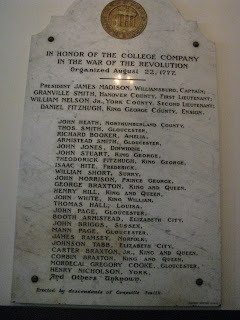 IN HONOR OF THE COLLEGE COMPANY
IN THE WAR OF THE REVOLUTION
Organized August 22, 1777.
PRESIDENT JAMES MADISON, WILLIAMSBURG, CAPTAIN;
GRANVILLE SMITH, HANOVER COUNTY, FIRST LIEUTENANT;
WILLIAM NELSON, JR., YORK COUNTY, SECOND LIEUTENANT;
DANIEL FITZHUGH, KING GEORGE COUNTY, ENSIGN.
JOHN HEATH, NORTHUMBERLAND COUNTY,
THOS. SMITH, GLOUCESTER,
RICHARD BOOKER, AMELIA,
ARMISTEAD SMITH, GLOUCESTER,
JOHN JONES, DINWIDDIE,
JOHN STUART, KING GEORGE,
THEODORICK FITZHUGH, KING GEORGE,
ISAAC HITE, FREDERICK,
WILLIAM SHORT, SURRY,
JOHN MORRISON, PRINCE GEORGE,
GEORGE BRAXTON, KING AND QUEEN,
HENRY HILL, KING AND QUEEN,
JOHN WHITE, KING WILLIAM,
THOMAS HALL, LOUISA,
JOHN PAGE, GLOUCESTER,
BOOTH ARMISTEAD, ELIZABETH CITY,
JOHN BRIGGS, SUSSEX,
MANN PAGE, GLOUCESTER,
JAMES RAMSEY, NORFOLK,
JOHNSON TABB, ELIZABETH CITY,
CARTER BRAXTON, JR., KING AND QUEEN,
CORBIN BRAXTON, KING AND QUEEN,
MORDECAI GREGORY COOKE, GLOUCESTER,
HENRY NICHOLSON, YORK,
And Others Unknown.
Erected by descendents of Granville Smith.